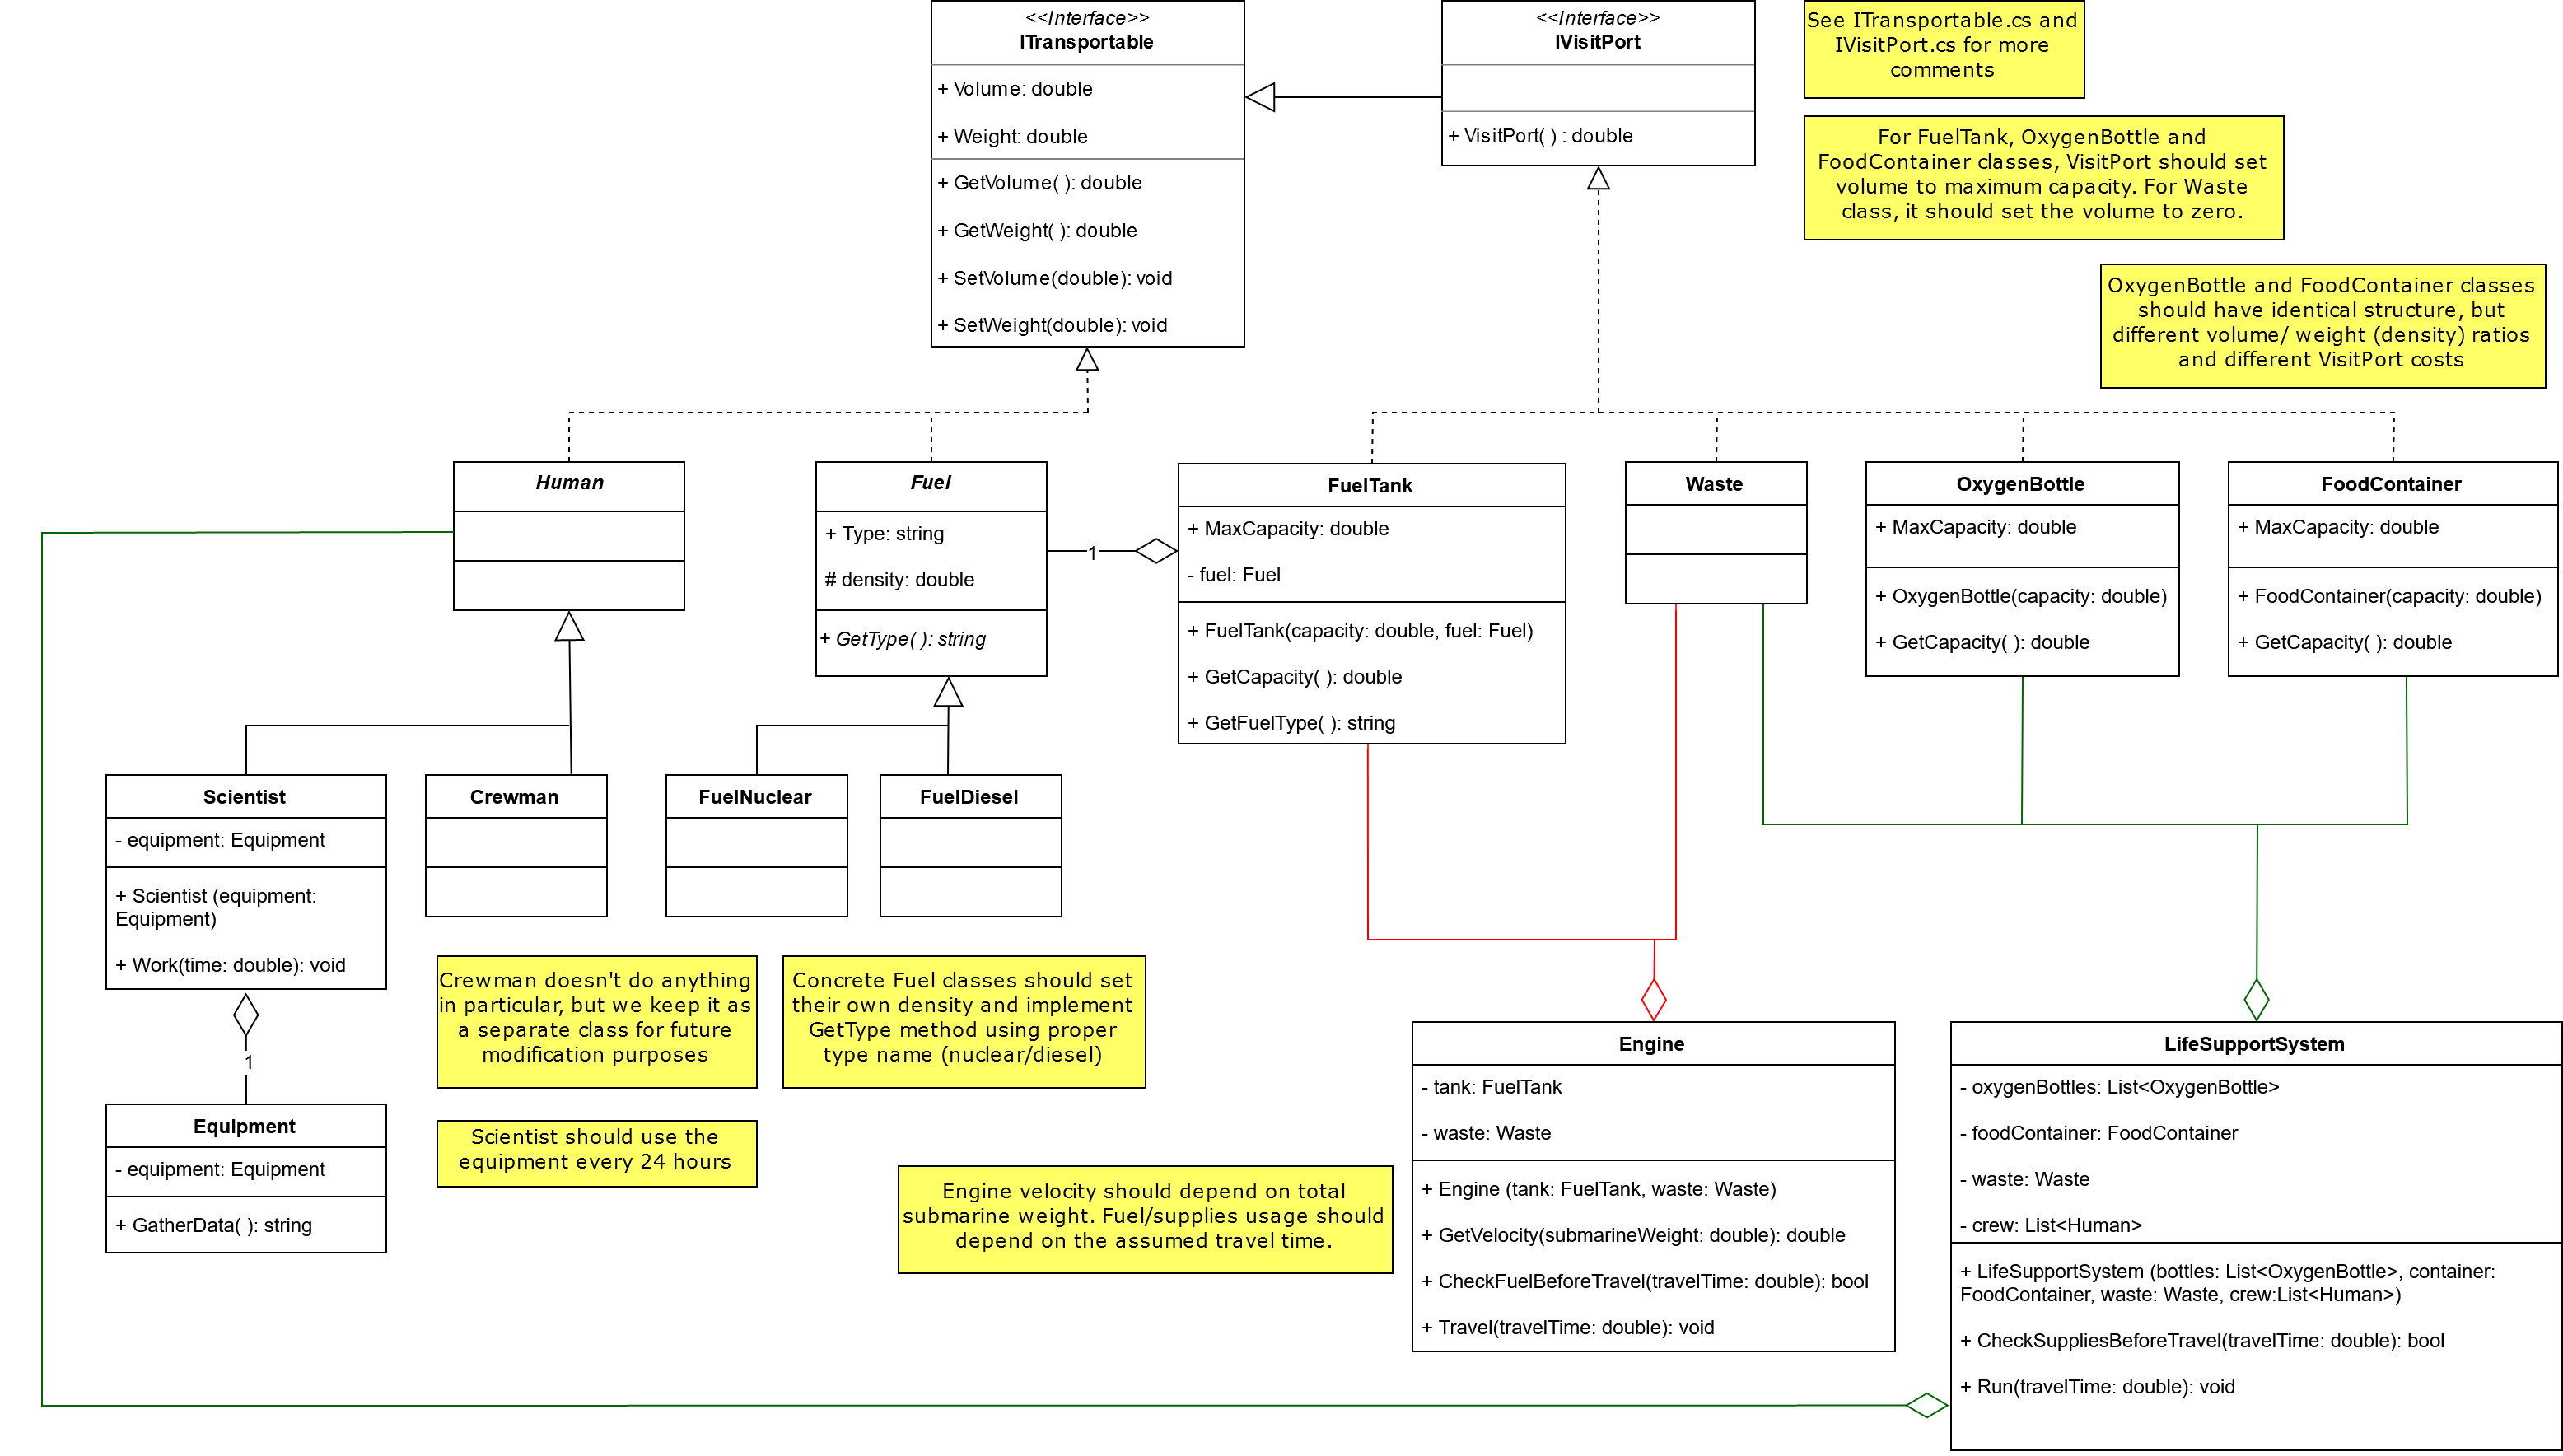 <<Interface>>
ITransportable
+ Volume: double
+ Weight: double
+ GetVolume( ): double
+ GetWeight( ): double
+ SetVolume(double): void
+ SetWeight(double): void
<<Interface>>
IVisitPort
+ VisitPort( ) : double
See ITransportable.cs and
IVisitPort.cs for more
comments
For FuelTank, OxygenBottle and
FoodContainer classes, VisitPort should set
volume to maximum capacity. For Waste
class, it should set the volume to zero.
OxygenBottle and FoodContainer classes
should have identical structure, but
different volume/ weight (density) ratios
and different VisitPort costs
Human
Fuel
+ Type: string
# density: double
+ GetType( ): string
1
FuelTank
+ MaxCapacity: double
- fuel: Fuel
+ FuelTank(capacity: double, fuel: Fuel)
+ GetCapacity( ): double
+ GetFuelType( ): string
Waste
OxygenBottle
+ MaxCapacity: double
+ OxygenBottle(capacity: double)
+ GetCapacity( ): double
FoodContainer
+ MaxCapacity: double
+ FoodContainer(capacity: double)
+ GetCapacity( ): double
Scientist
- equipment: Equipment
+ Scientist (equipment:
Equipment)
+ Work(time: double): void
Crewman
FuelNuclear
FuelDiesel
1
Equipment
- equipment: Equipment
+ GatherData( ): string
Crewman doesn't do anything
in particular, but we keep it as
a separate class for future
modification purposes
Concrete Fuel classes should set
their own density and implement
GetType method using proper
type name (nuclear/diesel)
Scientist should use the
equipment every 24 hours
Engine velocity should depend on total
submarine weight. Fuel/supplies usage should
depend on the assumed travel time.
Engine
- tank: FuelTank
- waste: Waste
+ Engine (tank: FuelTank, waste: Waste)
+ GetVelocity(submarineWeight: double): double
+ CheckFuelBeforeTravel(travelTime: double): bool
+ Travel(travelTime: double): void
LifeSupportSystem
- oxygenBottles: List<OxygenBottle>
- foodContainer: FoodContainer
- waste: Waste
- crew: List<Human>
+ LifeSupportSystem (bottles: List<OxygenBottle>, container:
FoodContainer, waste: Waste, crew:List<Human>)
+ CheckSuppliesBeforeTravel(travelTime: double): bool
+ Run(travelTime: double): void